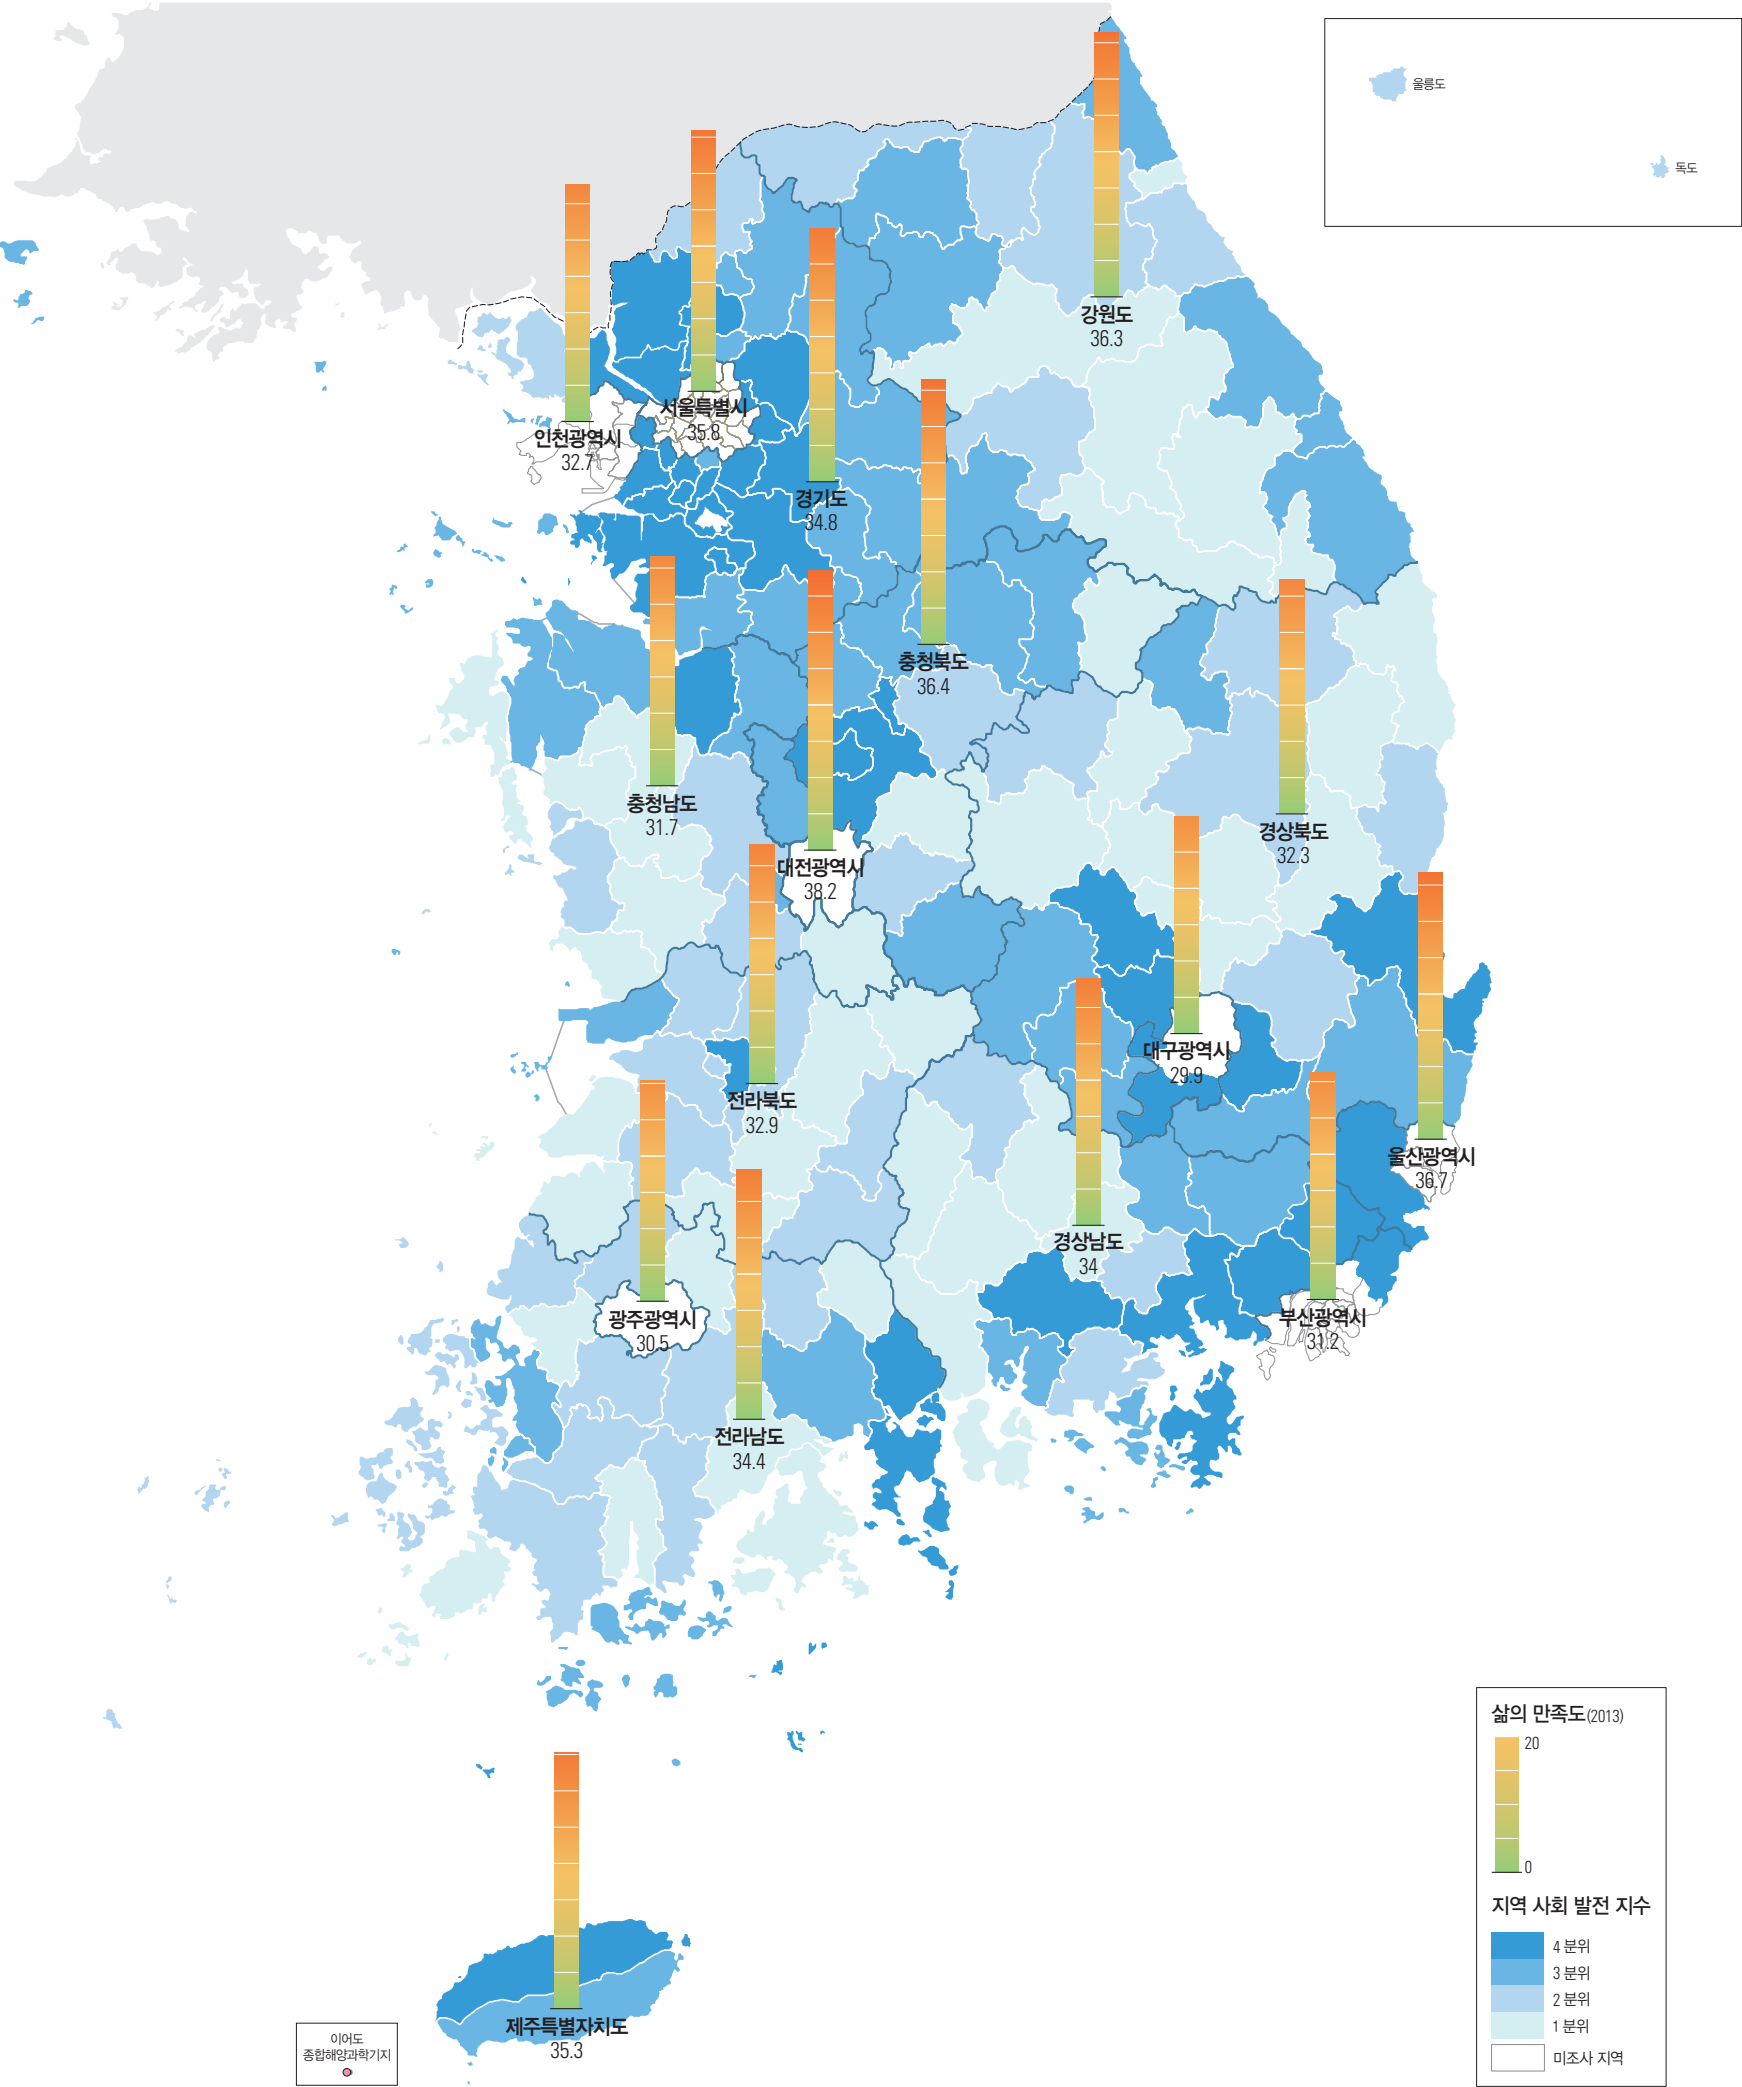 울릉도
독도
강원도
36.3
서울특별시
35.8
인천광역시
32.7
경기도
34.8
충청북도
36.4
충청남도
31.7
경상북도
32.3
대전광역시
38.2
대구광역시
29.9
전라북도
32.9
울산광역시
36.7
경상남도
34
광주광역시
30.5
부산광역시
31.2
전라남도
34.4
제주특별자치도
35.3
이어도
종합해양과학기지
삶의 만족도(2013)
20
0
지역 사회 발전 지수
4 분위
3 분위
2 분위
1 분위
미조사 지역